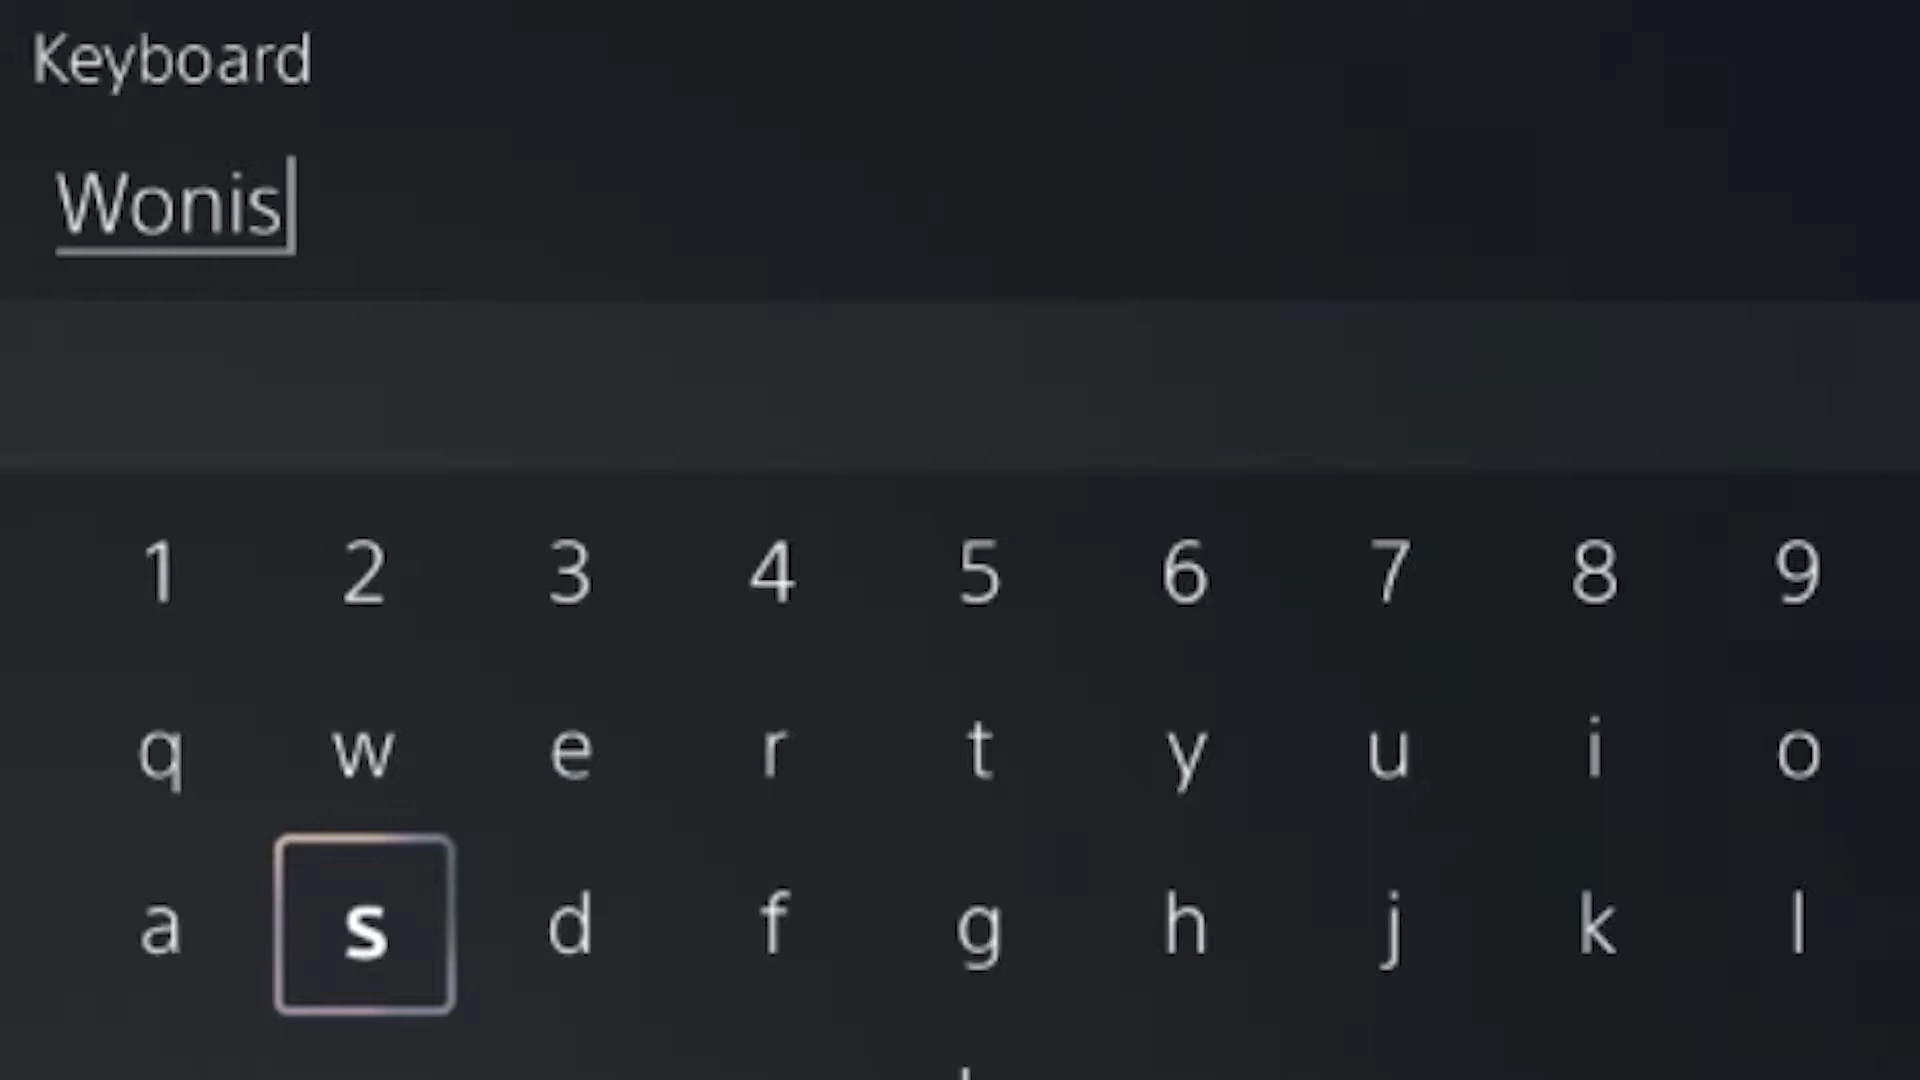 Keyboard
Wonis
1 2 3 4 5 6 7 8 9
q w e r t y u i o
a s d f g h j k l